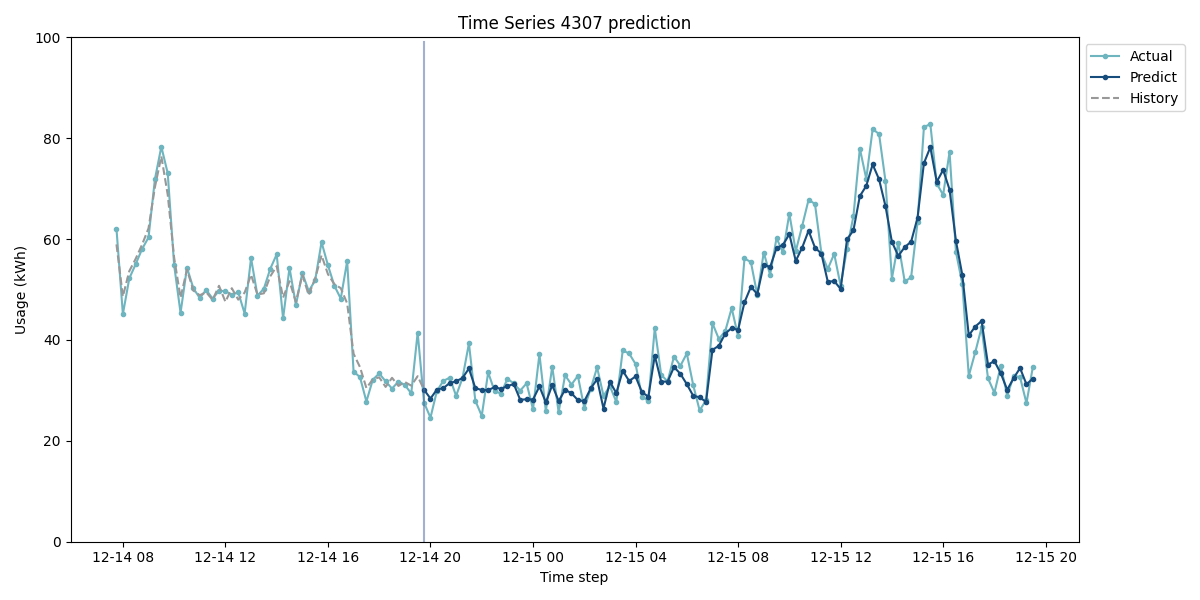 Time Series 4307 prediction
Usage (kWh)
100
80
60
40
20
0
12-14 08
12-14 12
12-14 16
12-14 20
12-15 00
12-15 04
12-15 08
12-15 12
12-15 16
12-15 20
Time step
Actual
Predict
History